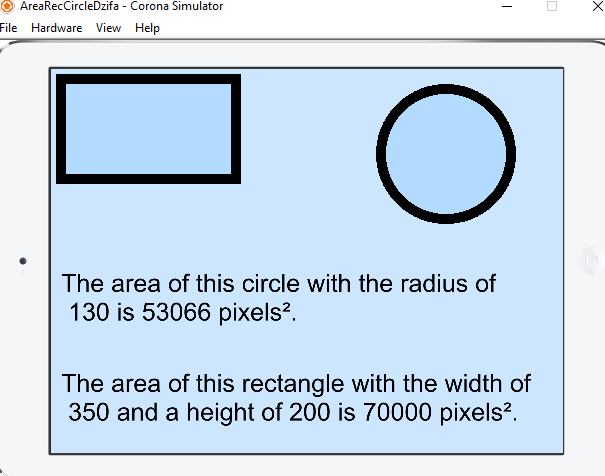 AreaRecCircleDzifa - Corona Simulator
File Hardware View Help
The area of this circle with the radius of
130 is 53066 pixels².
The area of this rectangle with the width of
350 and a height of 200 is 70000 pixels².